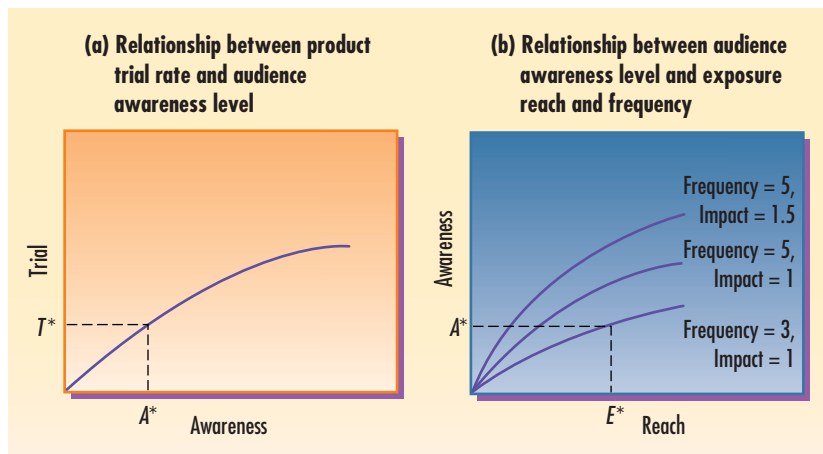 (a) Relationship between product
trial rate and audience
awareness level
Trial
T*
A*
Awareness
(b) Relationship between audience
awareness level and exposure
reach and frequency
Awareness
Frequency = 5,
Impact = 1.5
Frequency = 5,
Impact = 1
A*
Frequency = 3,
Impact = 1
E*
Reach